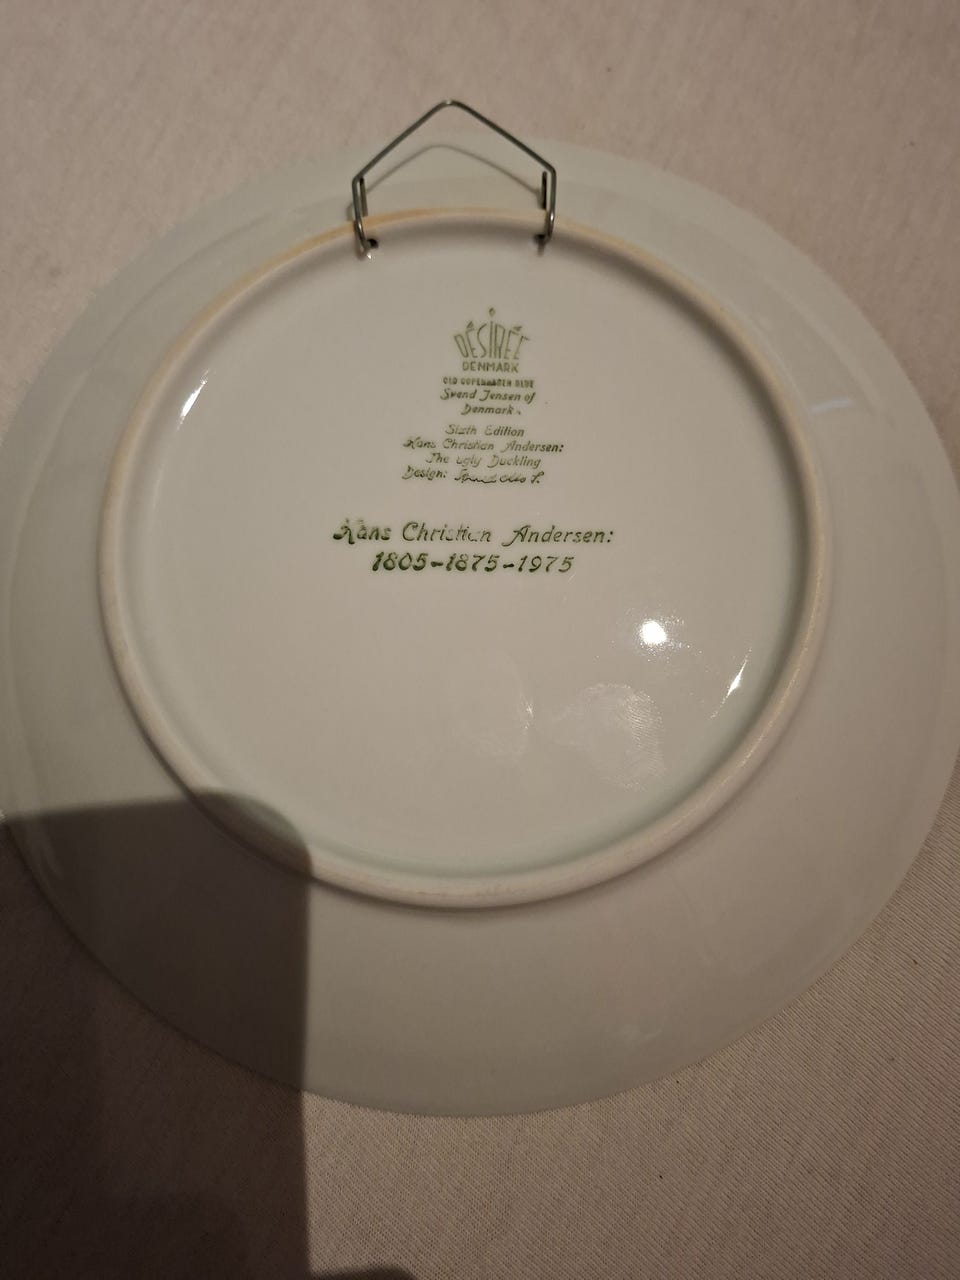 DÉSIRÉE
DENMARK
OLD COPENHAGEN BLUE
Svend Jensen of
Denmark.
Sixth Edition
Hans Christian Andersen:
The ugly Duckling
Design:
Hans Christian Andersen:
1805-1875-1975